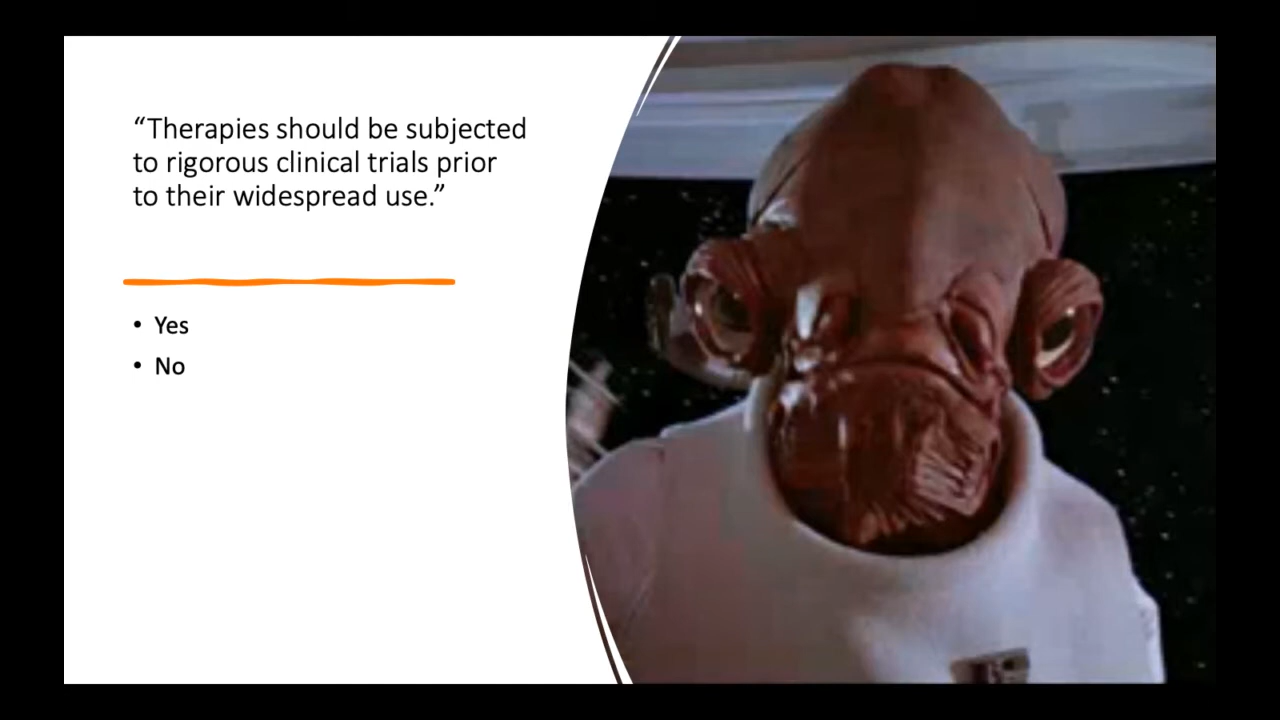 “Therapies should be subjected
to rigorous clinical trials prior
to their widespread use.”
• Yes
• No